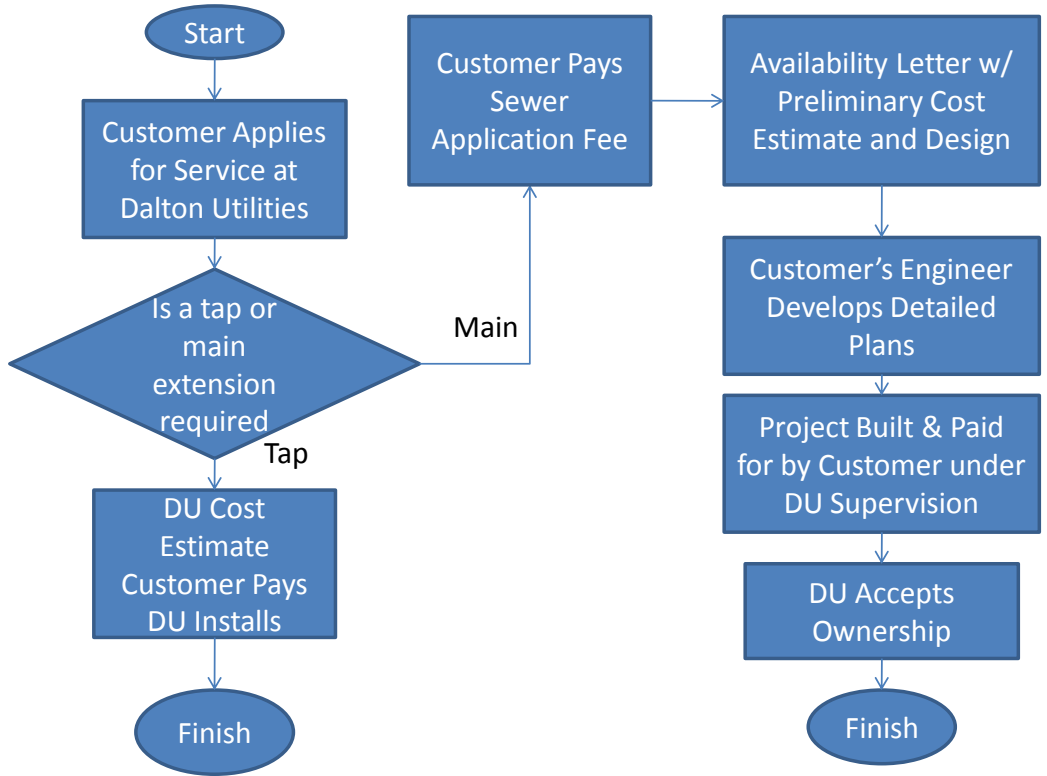 Start
Customer Applies
for Service at
Dalton Utilities
Is a tap or
main
extension
required
Main
Tap
DU Cost
Estimate
Customer Pays
DU Installs
Finish
Customer Pays
Sewer
Application Fee
Availability Letter w/
Preliminary Cost
Estimate and Design
Customer’s Engineer
Develops Detailed
Plans
Project Built & Paid
for by Customer under
DU Supervision
DU Accepts
Ownership
Finish